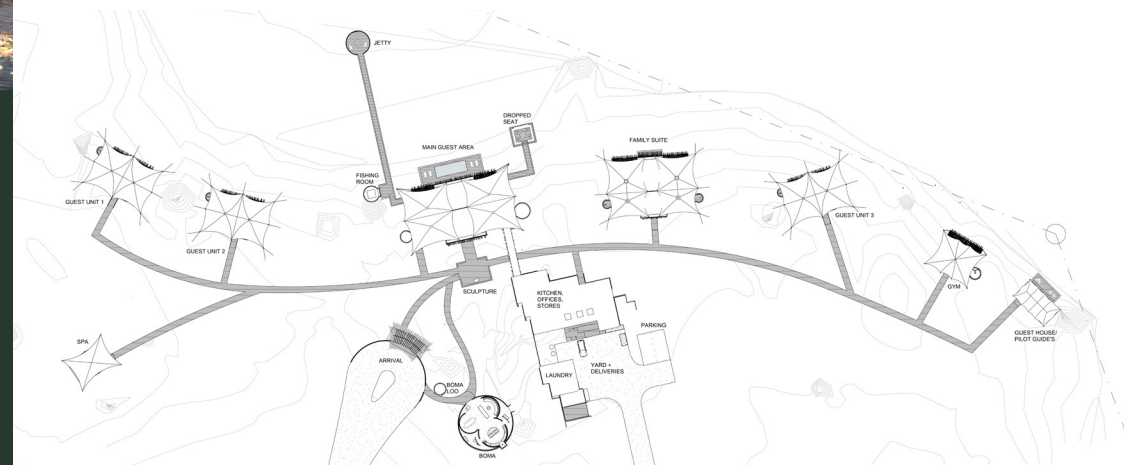 JETTY
DROPPED
SEAT
MAIN GUEST AREA
FAMILY SUITE
FISHING
ROOM
GUEST UNIT 1
GUEST UNIT 2
GUEST UNIT 3
SCULPTURE
KITCHEN,
OFFICES,
STORES
GYM
PARKING
GUEST HOUSE/
PILOT GUIDE'S
SPA
ARRIVAL
YARD +
DELIVERIES
LAUNDRY
BOMA
LOO
BOMA